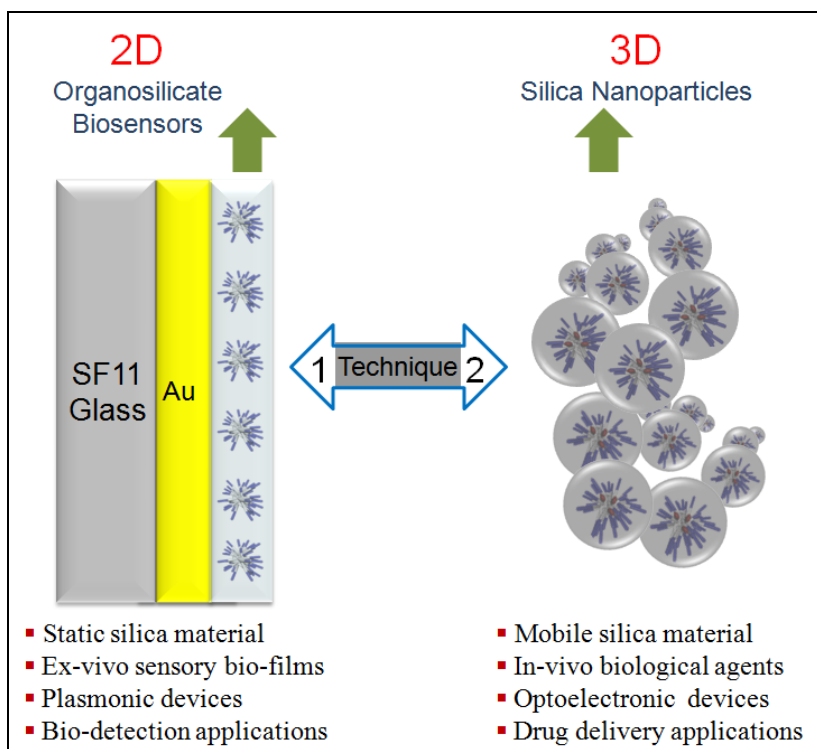 2D
Organosilicate
Biosensors
SF11
Glass
Au
▪ Static silica material
▪ Ex-vivo sensory bio-films
▪ Plasmonic devices
▪ Bio-detection applications
1 Technique 2
3D
Silica Nanoparticles
▪ Mobile silica material
▪ In-vivo biological agents
▪ Optoelectronic devices
▪ Drug delivery applications